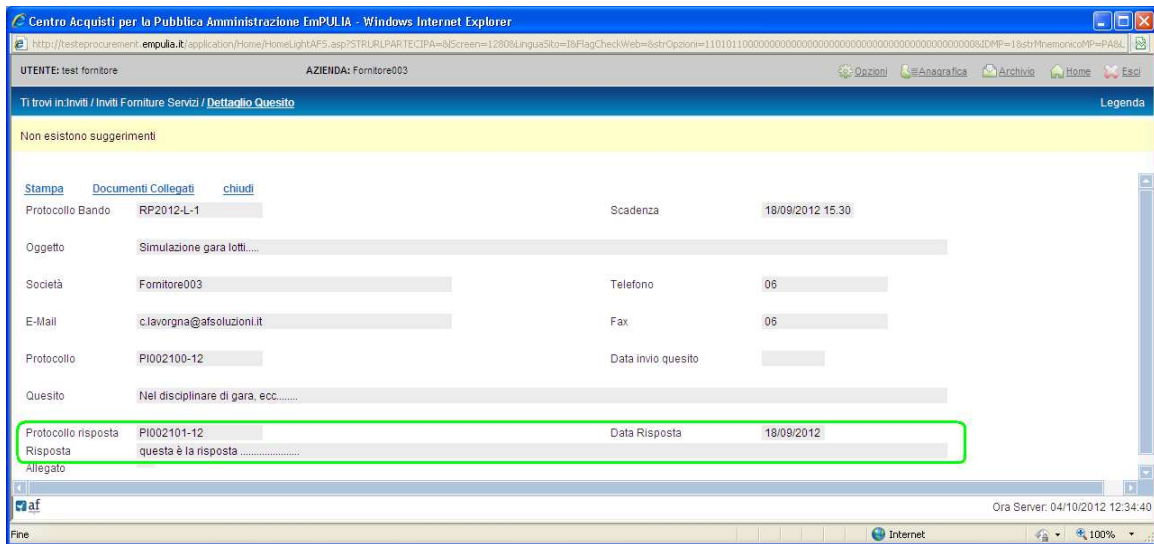 Centro Acquisti per la Pubblica Amministrazione EmPULIA - Windows Internet Explorer
UTENTE: test fornitore AZIENDA: Fornitore003 Opzioni Anagrafica Archivio Home Esci
Ti trovi in:Inviti / Inviti Forniture Servizi / Dettaglio Quesito Legenda
Non esistono suggerimenti
Stampa Documenti Collegati chiudi
Protocollo Bando RP2012-L-1 Scadenza 18/09/2012 15.30
Oggetto Simulazione gara lotti.....
Società Fornitore003 Telefono 06
E-Mail c.lavorgna@afsoluzioni.it Fax 06
Protocollo PI002100-12 Data invio quesito
Quesito Nel disciplinare di gara, ecc........
Protocollo risposta PI002101-12 Data Risposta 18/09/2012
Risposta questa è la risposta ......................
Allegato
af Ora Server: 04/10/2012 12:34:40
Fine Internet 100%